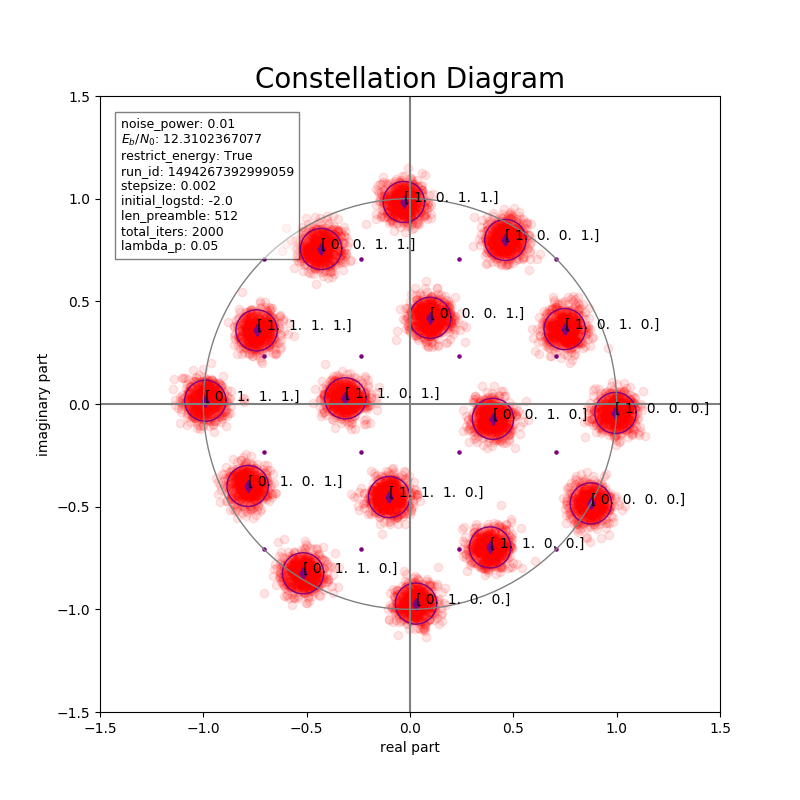 Constellation Diagram
1.5
noise_power: 0.01
E_b/N_0: 12.3102367077
restrict_energy: True
run_id: 1494267392999059
stepsize: 0.002
initial_logstd: -2.0
len_preamble: 512
total_iters: 2000
lambda_p: 0.05
1.0
[ 1. 0. 1. 1.]
[ 1. 0. 0. 1.]
[ 0. 0. 1. 1.]
0.5
[ 0. 0. 0. 1.]
[ 1. 1. 1. 1.]
[ 1. 0. 1. 0.]
imaginary part
0.0
[ 0. 1. 1. 1.]
[ 1. 1. 0. 1.]
[ 0. 0. 1. 0.]
[ 1. 0. 0. 0.]
−0.5
[ 0. 1. 0. 1.]
[ 1. 1. 1. 0.]
[ 0. 0. 0. 0.]
[ 1. 1. 0. 0.]
[ 0. 1. 1. 0.]
−1.0
[ 0. 1. 0. 0.]
−1.5
−1.5 −1.0 −0.5 0.0 0.5 1.0 1.5
real part